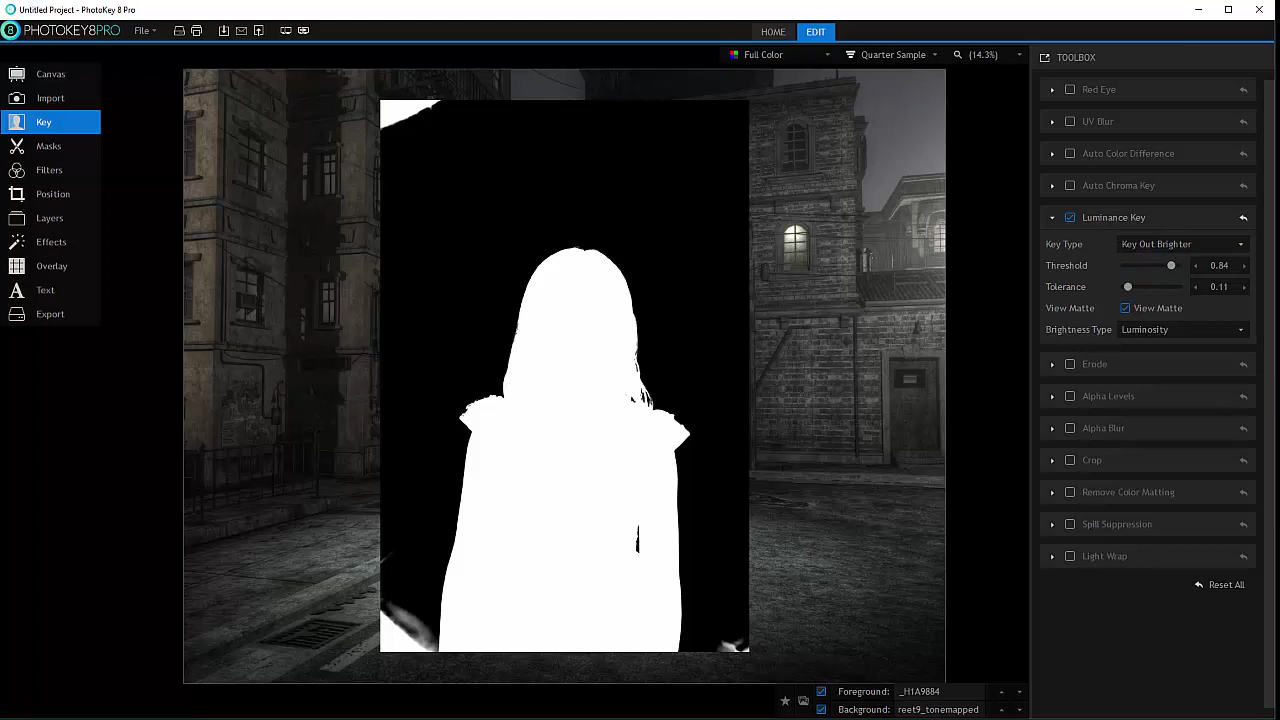 Untitled Project - PhotoKey 8 Pro
8 PHOTOKEY8PRO File HOME EDIT
Full Color Quarter Sample (14.3%) TOOLBOX
Canvas
Import
Key
Masks
Filters
Position
Layers
Effects
Overlay
A Text
Export
Red Eye
UV Blur
Auto Color Difference
Auto Chroma Key
Luminance Key
Key Type Key Out Brighter
Threshold 0.84
Tolerance 0.11
View Matte View Matte
Brightness Type Luminosity
Erode
Alpha Levels
Alpha Blur
Crop
Remove Color Matting
Spill Suppression
Light Wrap
Reset All
Foreground: _H1A9884
Background: reet9_tonemapped